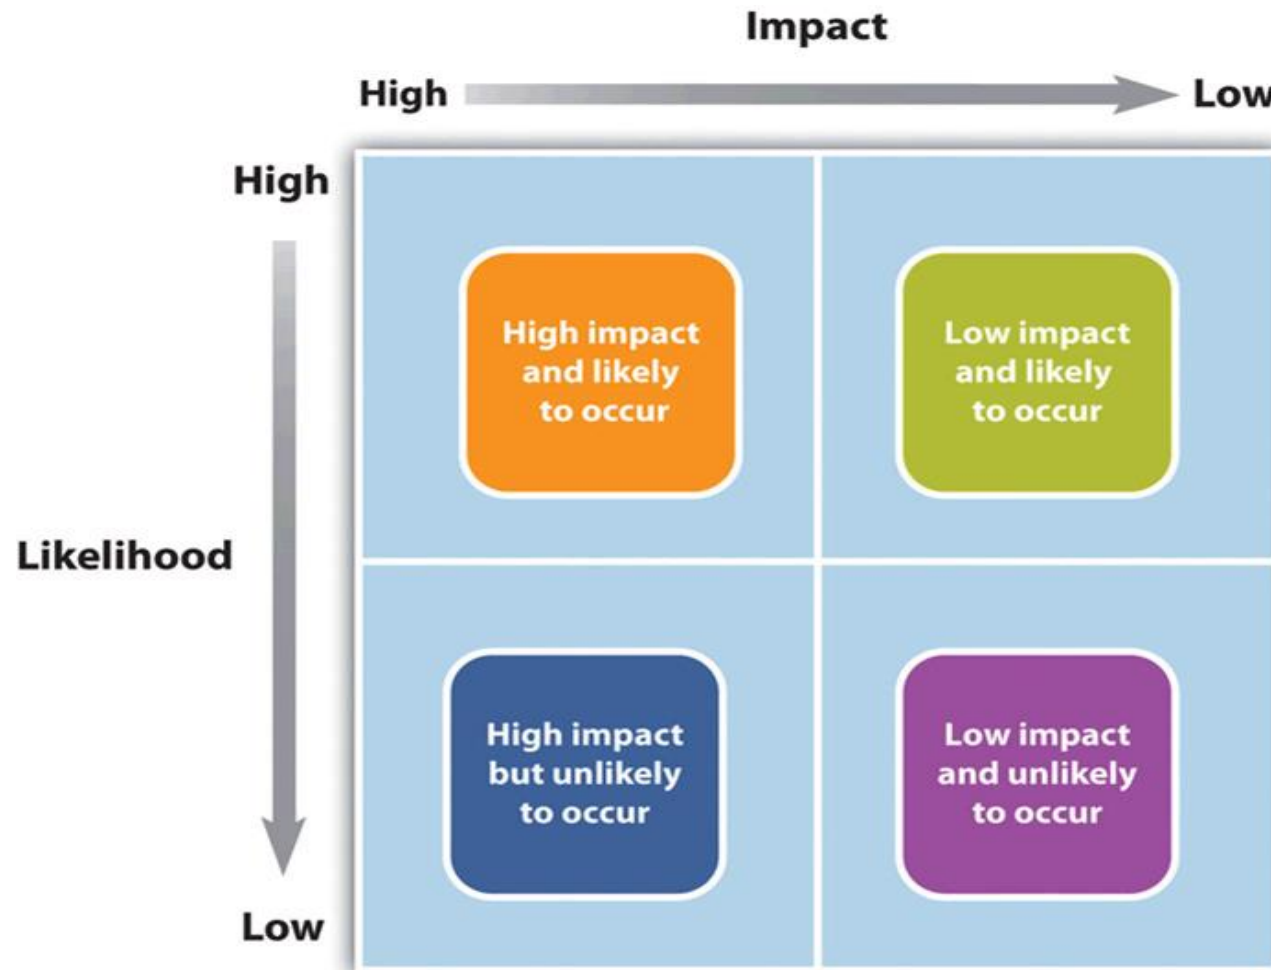 Impact
High
Low
High
High impact
and likely
to occur
Low impact
and likely
to occur
Likelihood
High impact
but unlikely
to occur
Low impact
and unlikely
to occur
Low